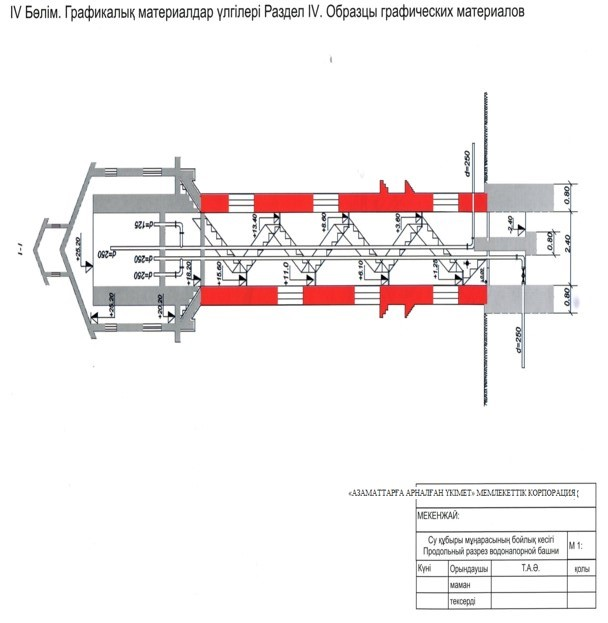 IV Бөлім. Графикалық материалдар үлгілері Раздел IV. Образцы графических материалов
1-1
+25.20
d=250
d=125
d=250
d=250
+25.20
+20.20
+18.20
+15.60
+13.40
+11.0
+8.60
+6.10
+3.60
+1.25
-2.40
d=250
d=250
0.80
0.80
2.40
0.80
«АЗАМАТТАРҒА АРНАЛҒАН ҮКІМЕТ» МЕМЛЕКЕТТІК КОРПОРАЦИЯ
МЕКЕНЖАЙ:
Су құбыры мұнарасының бойлық кесігі
Продольный разрез водонапорной башни
М 1:
Күні Орындаушы Т.А.Ә. қолы
маман
тексерді